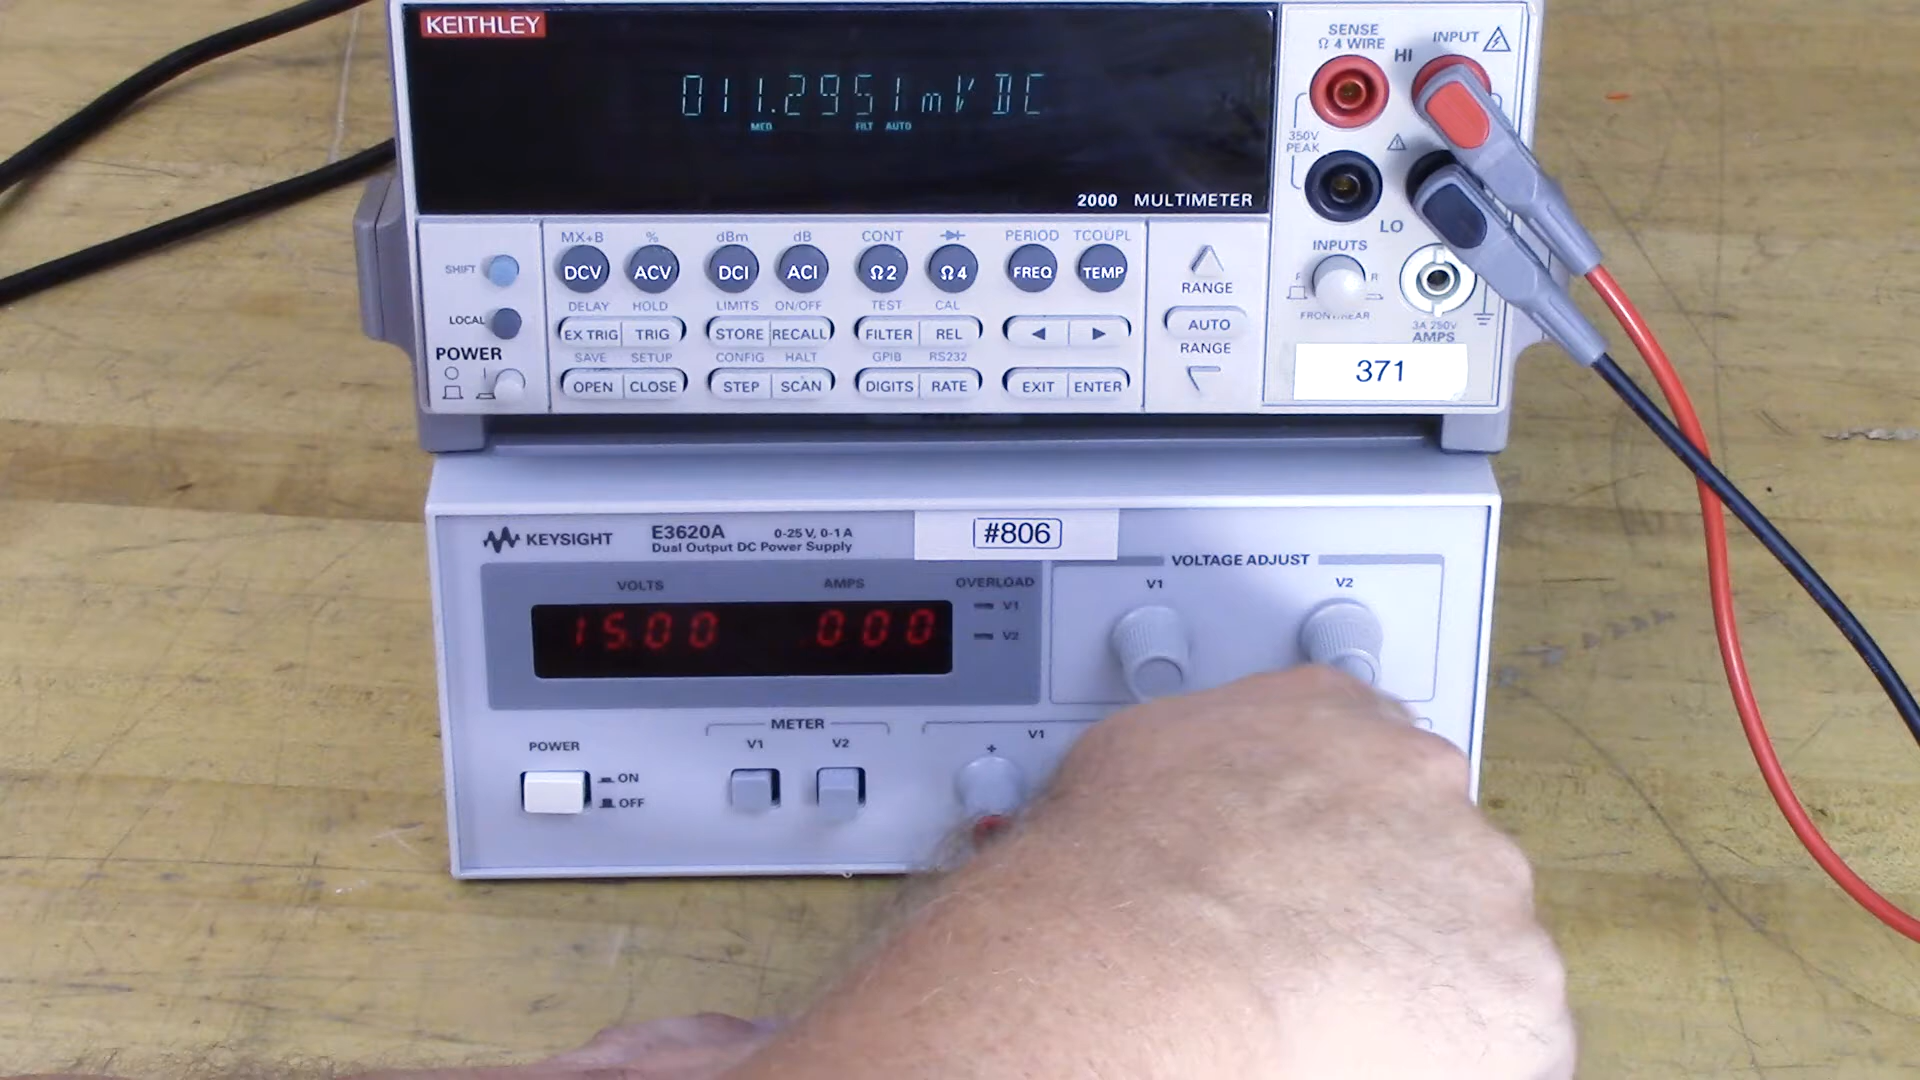 KEITHLEY
011.2951 mV DC
MED FILT AUTO
2000 MULTIMETER
SENSE
Ω 4 WIRE
INPUT
HI
350V
PEAK
LO
INPUTS
F R
FRONT/REAR
3A 250V
AMPS
371
MX+B % dBm dB CONT PERIOD TCOUPL
SHIFT DCV ACV DCI ACI Ω2 Ω4 FREQ TEMP
RANGE
DELAY HOLD LIMITS ON/OFF TEST CAL
LOCAL EX TRIG TRIG STORE RECALL FILTER REL AUTO
RANGE
POWER SAVE SETUP CONFIG HALT GPIB RS232
OPEN CLOSE STEP SCAN DIGITS RATE EXIT ENTER
KEYSIGHT E3620A 0-25 V, 0-1 A
Dual Output DC Power Supply
#806
VOLTAGE ADJUST
VOLTS AMPS OVERLOAD V1 V2
V1
15.00 .000
V2
METER
V1
POWER V1 V2
+
ON
OFF